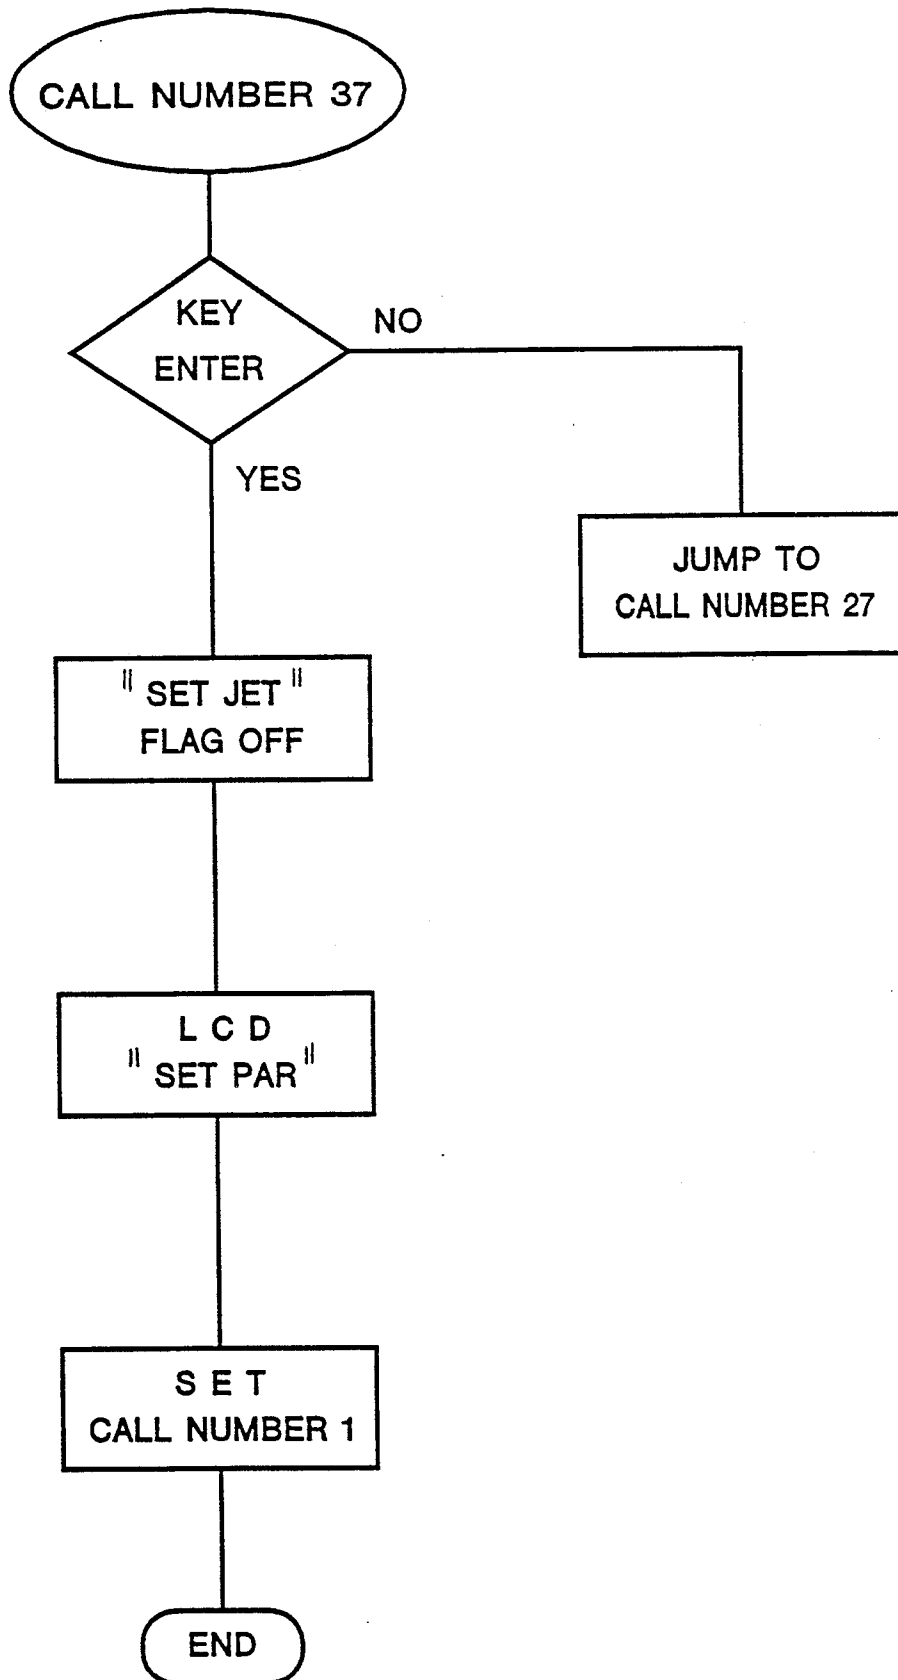 CALL NUMBER 37
KEY
ENTER
NO
YES
JUMP TO
CALL NUMBER 27
"SET JET"
FLAG OFF
L C D
"SET PAR"
S E T
CALL NUMBER 1
END